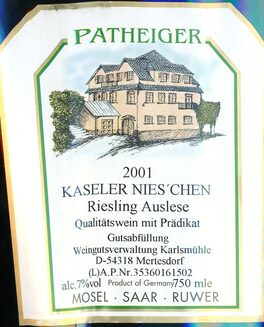 PATHEIGER
2001
KASELER NIES´CHEN
Riesling Auslese
Qualitätswein mit Prädikat
Gutsabfüllung
Weingutsverwaltung Karlsmühle
D-54318 Mertesdorf
(L)A.P.Nr.35360161502
alc.7%vol Product of Germany 750 mle
MOSEL - SAAR - RUWER